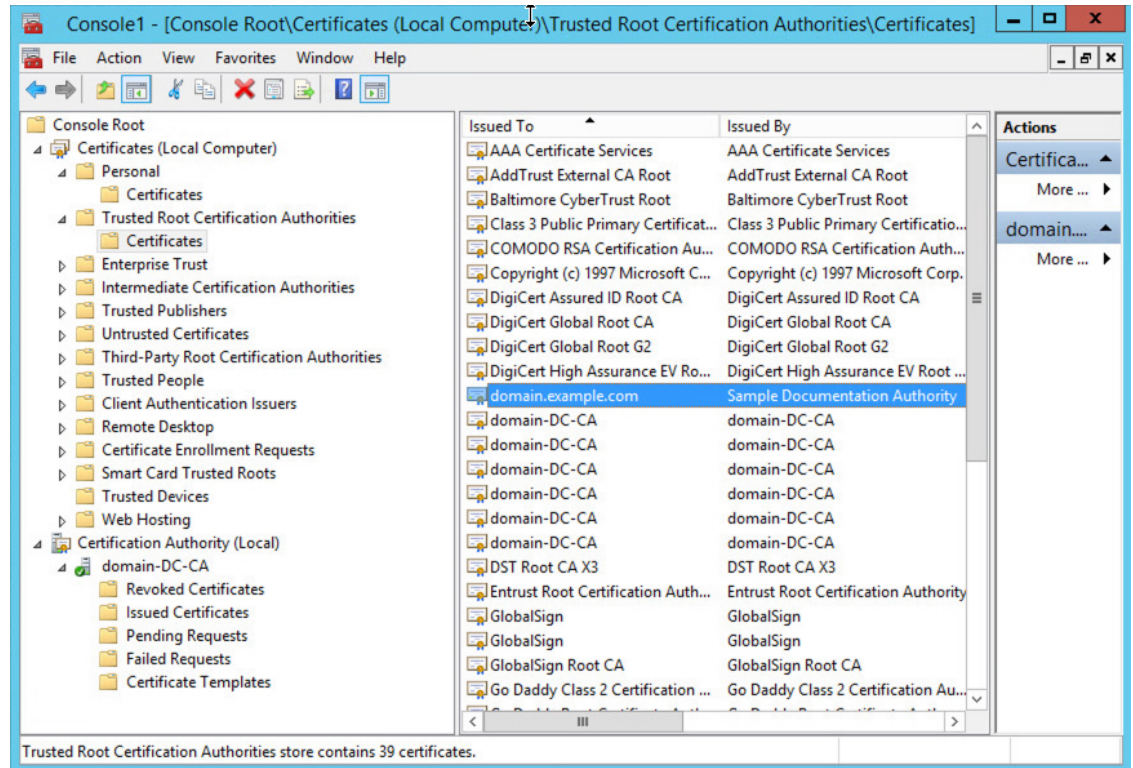 Console1 - [Console Root\Certificates (Local Computer)\Trusted Root Certification Authorities\Certificates]
File Action View Favorites Window Help
Console Root
Certificates (Local Computer)
Personal
Certificates
Trusted Root Certification Authorities
Certificates
Enterprise Trust
Intermediate Certification Authorities
Trusted Publishers
Untrusted Certificates
Third-Party Root Certification Authorities
Trusted People
Client Authentication Issuers
Remote Desktop
Certificate Enrollment Requests
Smart Card Trusted Roots
Trusted Devices
Web Hosting
Certification Authority (Local)
domain-DC-CA
Revoked Certificates
Issued Certificates
Pending Requests
Failed Requests
Certificate Templates
Issued To Issued By
AAA Certificate Services AAA Certificate Services
AddTrust External CA Root AddTrust External CA Root
Baltimore CyberTrust Root Baltimore CyberTrust Root
Class 3 Public Primary Certificat... Class 3 Public Primary Certificatio...
COMODO RSA Certification Au... COMODO RSA Certification Auth...
Copyright (c) 1997 Microsoft C... Copyright (c) 1997 Microsoft Corp.
DigiCert Assured ID Root CA DigiCert Assured ID Root CA
DigiCert Global Root CA DigiCert Global Root CA
DigiCert Global Root G2 DigiCert Global Root G2
DigiCert High Assurance EV Ro... DigiCert High Assurance EV Root ...
domain.example.com Sample Documentation Authority
domain-DC-CA domain-DC-CA
domain-DC-CA domain-DC-CA
domain-DC-CA domain-DC-CA
domain-DC-CA domain-DC-CA
domain-DC-CA domain-DC-CA
domain-DC-CA domain-DC-CA
DST Root CA X3 DST Root CA X3
Entrust Root Certification Auth... Entrust Root Certification Authority
GlobalSign GlobalSign
GlobalSign GlobalSign
GlobalSign Root CA GlobalSign Root CA
Go Daddy Class 2 Certification ... Go Daddy Class 2 Certification Au...
Actions
Certifica...
More ...
domain....
More ...
Trusted Root Certification Authorities store contains 39 certificates.